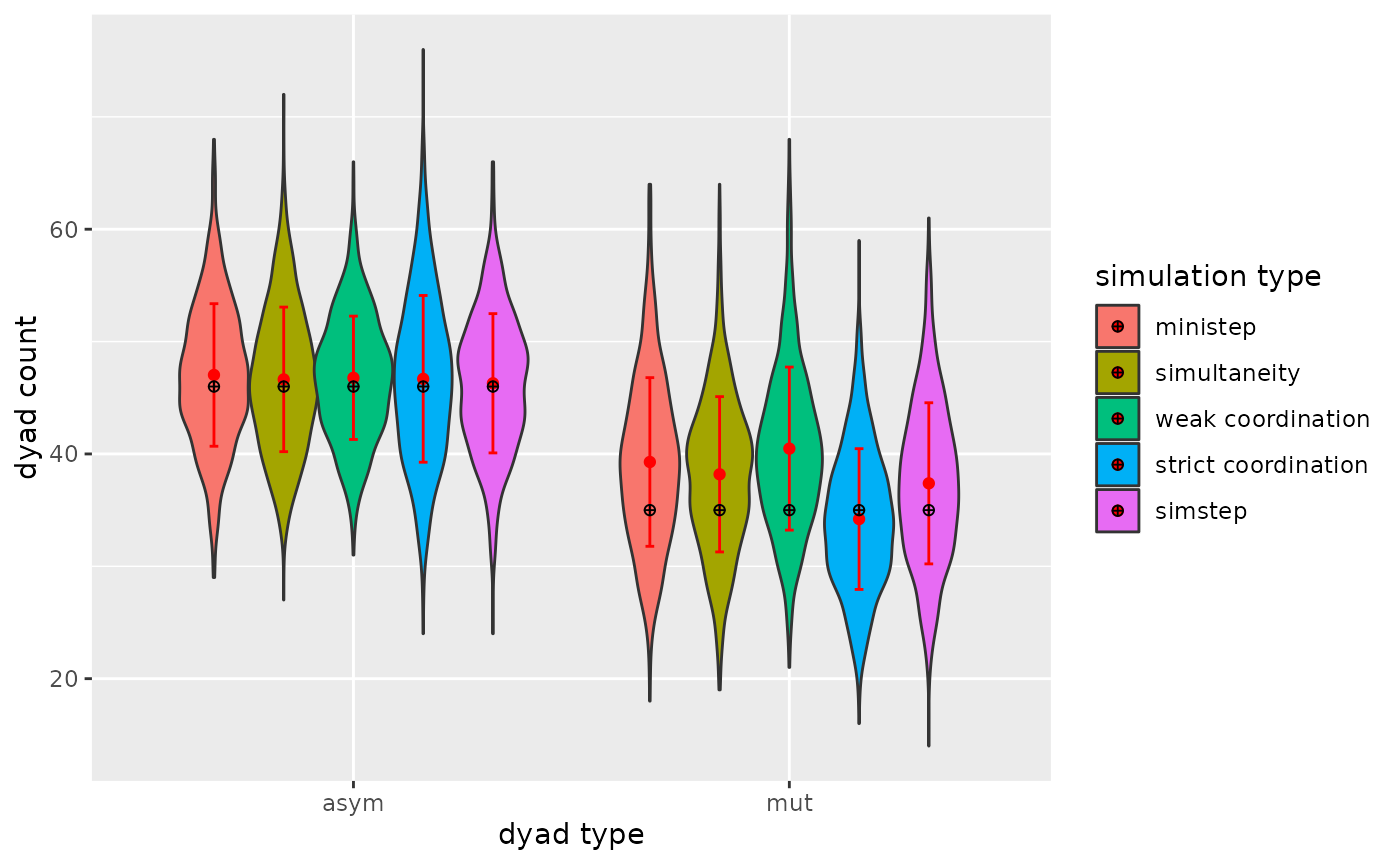 dyad count
60
40
20
asym
mut
dyad type
simulation type
ministep
simultaneity
weak coordination
strict coordination
simstep